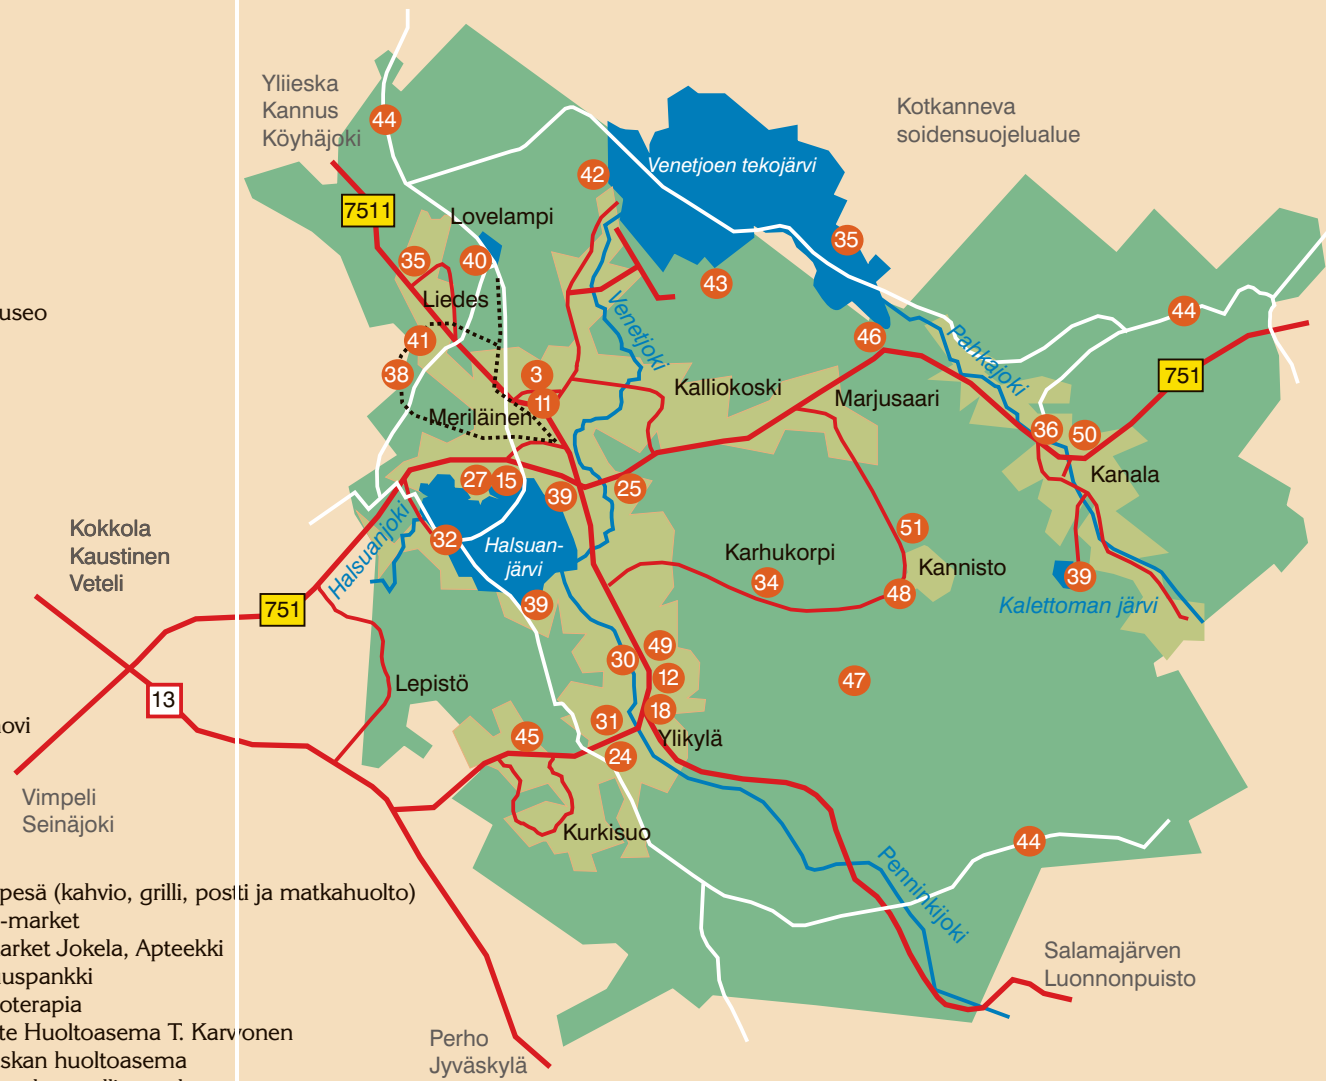 Yliieska
Kannus
Köyhäjoki
44
7511
Kotkanneva
soidensuojelualue
Venetjoen tekojärvi
42
Lovelampi
35
40
35
43
Liedes
Venetjoki
44
41
46
Pahkajoki
38
3
11
Kalliokoski
Marjusaari
751
Meriläinen
36
50
Kanala
27
15
39
25
Halsuanjoki
32
Halsuan-
järvi
51
Karhukorpi
34
Kannisto
48
39
Kalettoman järvi
Kokkola
Kaustinen
Veteli
751
39
13
Lepistö
30
49
12
18
47
31
Ylikylä
45
24
Vimpeli
Seinäjoki
Kurkisuo
44
Penninkijoki
Salamajärven
Luonnonpuisto
Perho
Jyväskylä
useo
ovi
pesä (kahvio, grilli, postti ja matkahuolto)
-market
arket Jokela, Apteekki
uspankki
oterapia
te Huoltoasema T. Karvonen
skan huoltoasema